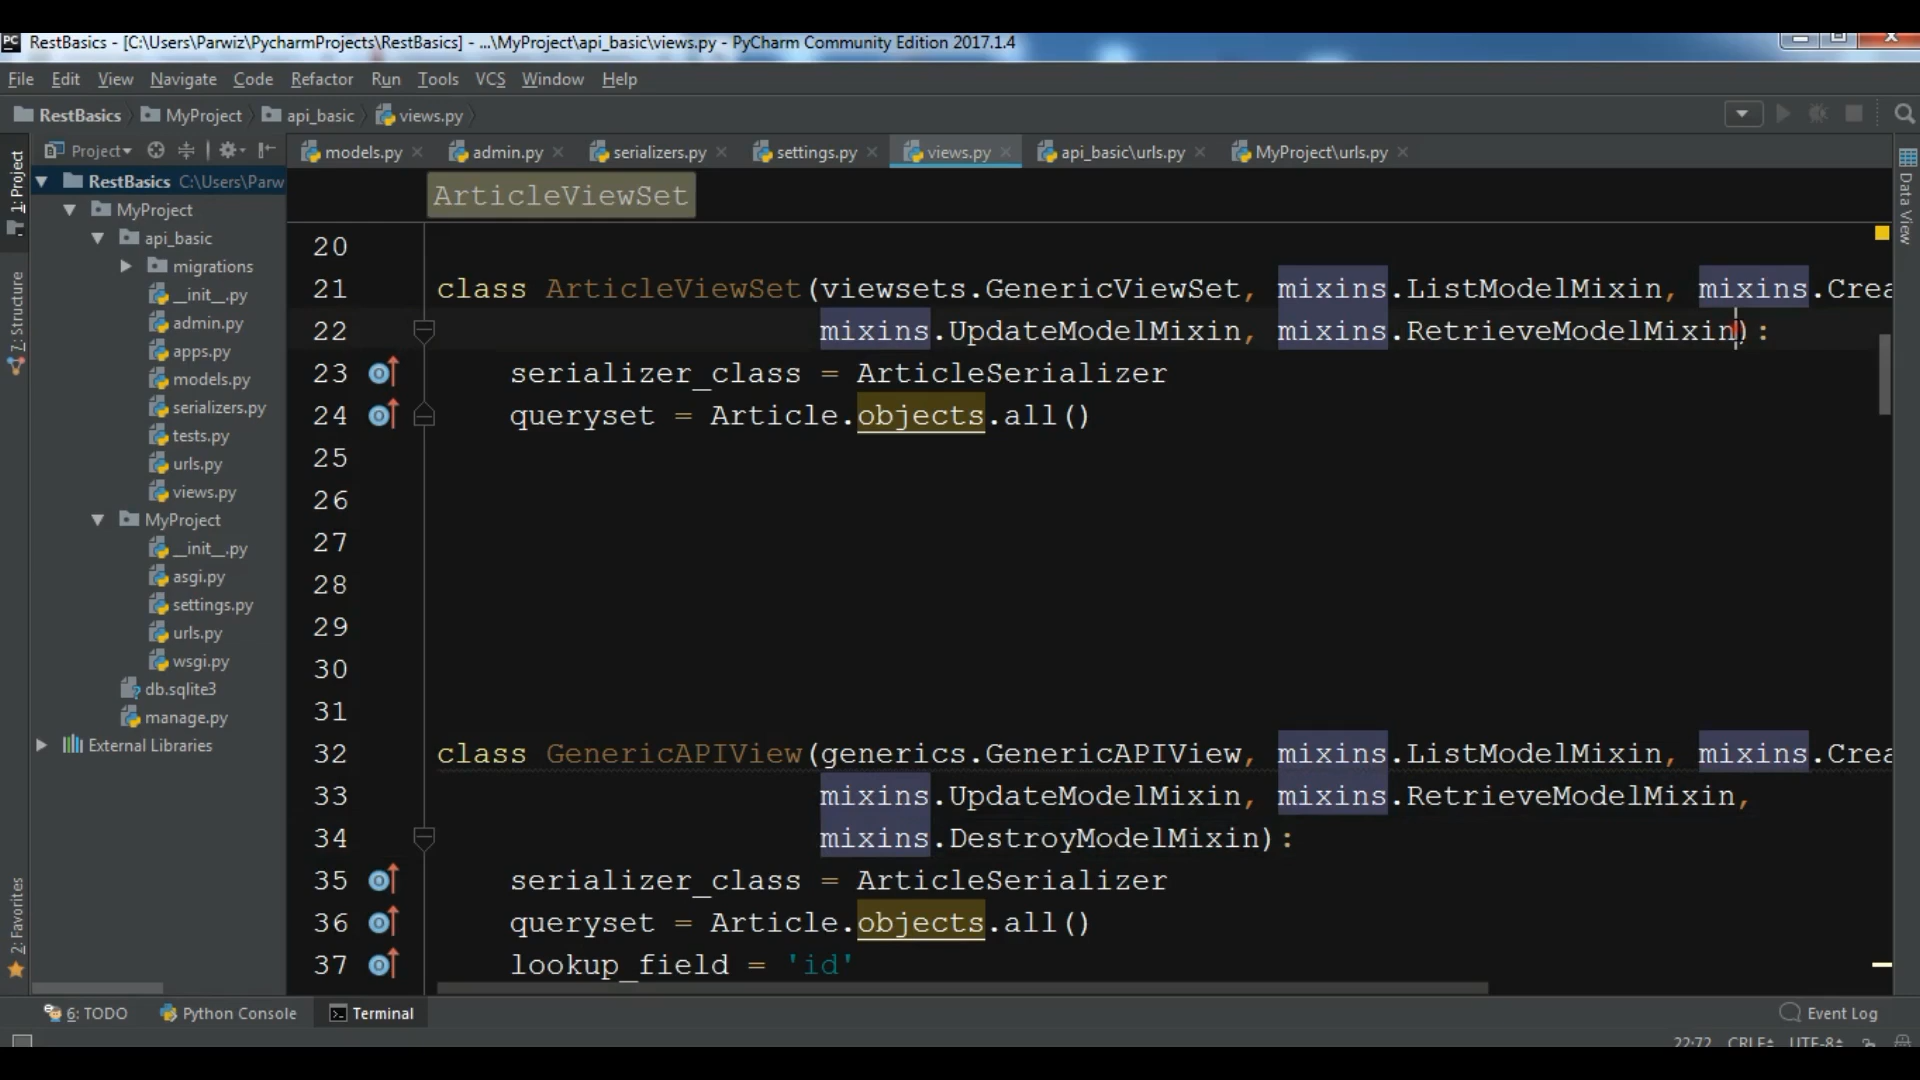 PC RestBasics - [C:\Users\Parwiz\PycharmProjects\RestBasics] - ...\MyProject\api_basic\views.py - PyCharm Community Edition 2017.1.4
File Edit View Navigate Code Refactor Run Tools VCS Window Help
RestBasics MyProject api_basic views.py
Project models.py admin.py serializers.py settings.py views.py api_basic\urls.py MyProject\urls.py
1: Project
7: Structure
2: Favorites
RestBasics C:\Users\Parw
MyProject
api_basic
migrations
__init__.py
admin.py
apps.py
models.py
serializers.py
tests.py
urls.py
views.py
MyProject
__init__.py
asgi.py
settings.py
urls.py
wsgi.py
db.sqlite3
manage.py
External Libraries
ArticleViewSet
20
21 class ArticleViewSet(viewsets.GenericViewSet, mixins.ListModelMixin, mixins.Crea
22 mixins.UpdateModelMixin, mixins.RetrieveModelMixin):
23 serializer_class = ArticleSerializer
24 queryset = Article.objects.all()
25
26
27
28
29
30
31
32 class GenericAPIView(generics.GenericAPIView, mixins.ListModelMixin, mixins.Crea
33 mixins.UpdateModelMixin, mixins.RetrieveModelMixin,
34 mixins.DestroyModelMixin):
35 serializer_class = ArticleSerializer
36 queryset = Article.objects.all()
37 lookup_field = 'id'
Data View
6: TODO Python Console Terminal Event Log
22:72 CRLF UTF-8